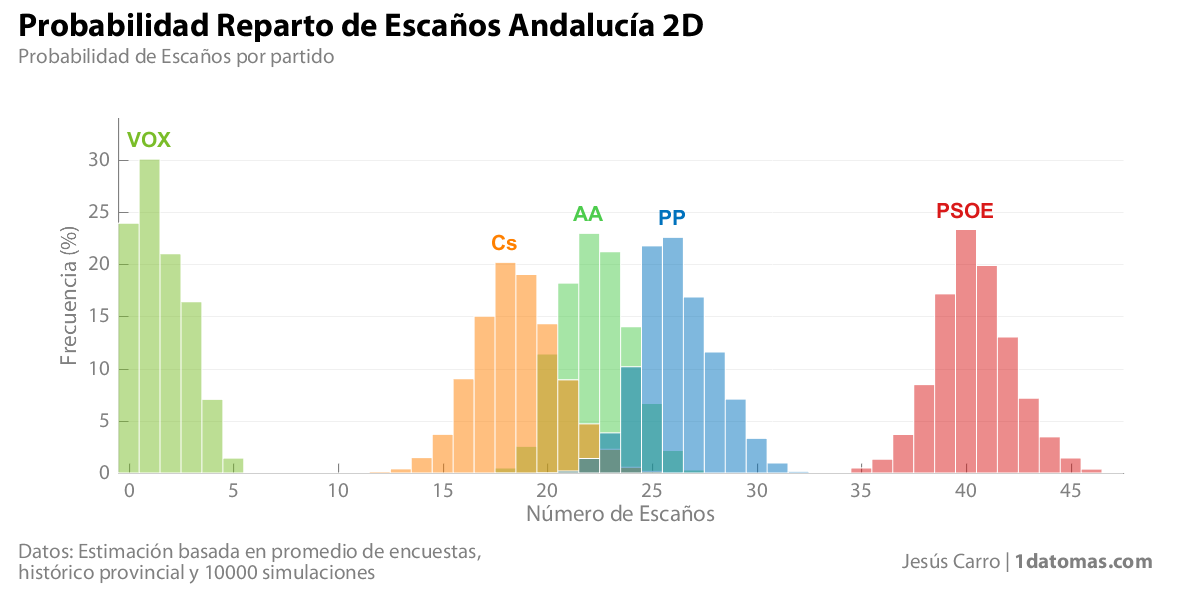 Probabilidad Reparto de Escaños Andalucía 2D
Probabilidad de Escaños por partido
VOX
Cs
AA
PP
PSOE
Frecuencia (%)
30
25
20
15
10
5
0
0 5 10 15 20 25 30 35 40 45
Número de Escaños
Datos: Estimación basada en promedio de encuestas,
histórico provincial y 10000 simulaciones
Jesús Carro | 1datomas.com